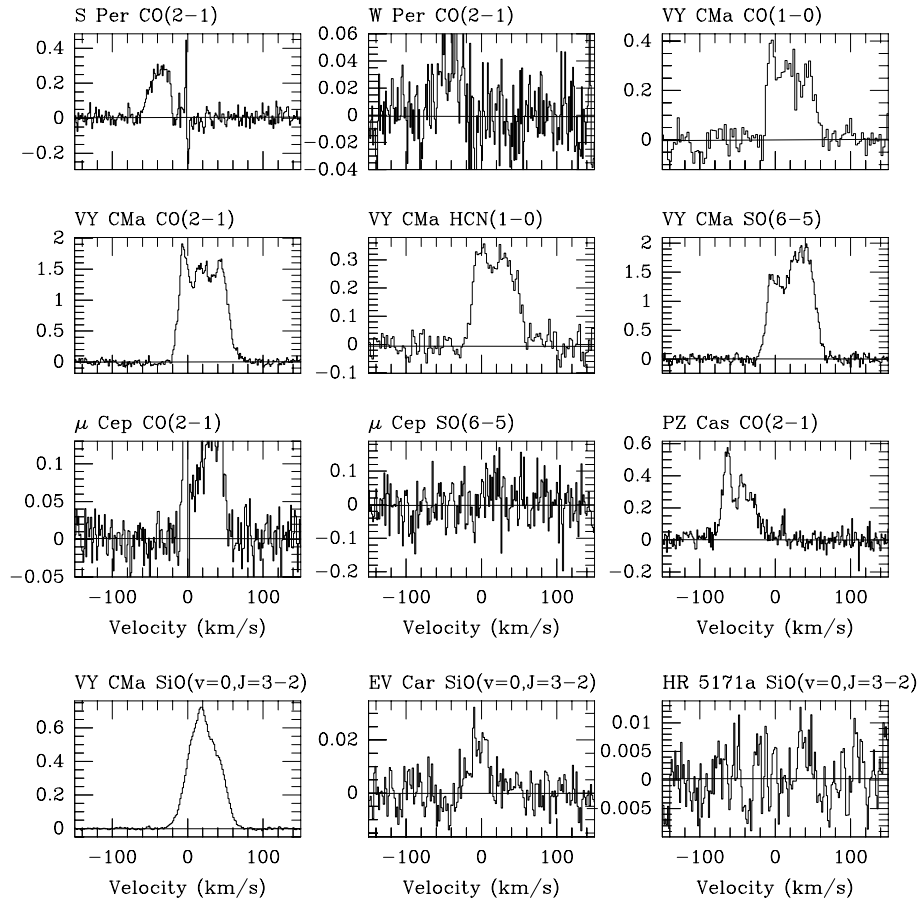 S Per CO(2−1)
W Per CO(2−1)
VY CMa CO(1−0)
0.4
0.2
0
−0.2
0.06
0.04
0.02
0
−0.02
−0.04
0.4
0.2
0
VY CMa CO(2−1)
VY CMa HCN(1−0)
VY CMa SO(6−5)
2
1.5
1
0.5
0
0.3
0.2
0.1
0
−0.1
2
1.5
1
0.5
0
μ Cep CO(2−1)
μ Cep SO(6−5)
PZ Cas CO(2−1)
0.1
0.05
0
−0.05
0.1
0
−0.1
−0.2
0.6
0.4
0.2
0
−0.2
−100 0 100
−100 0 100
−100 0 100
Velocity (km/s)
Velocity (km/s)
Velocity (km/s)
VY CMa SiO(v=0,J=3−2)
EV Car SiO(v=0,J=3−2)
HR 5171a SiO(v=0,J=3−2)
0.6
0.4
0.2
0
0.02
0
0.01
0.005
0
0.005
−100 0 100
−100 0 100
−100 0 100
Velocity (km/s)
Velocity (km/s)
Velocity (km/s)